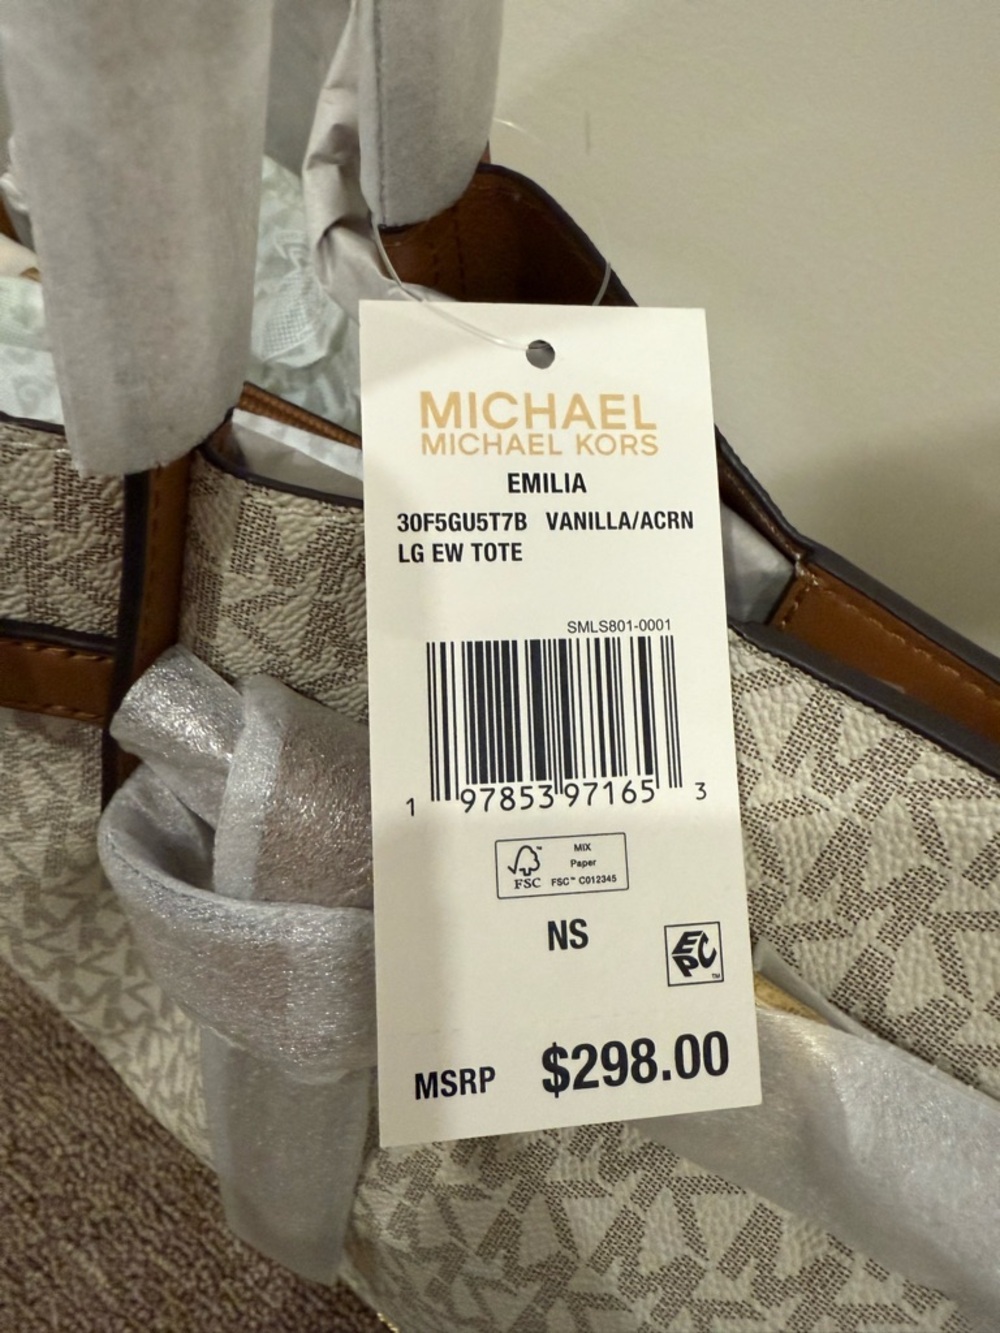 MICHAEL
MICHAEL KORS
EMILIA
30F5GU5T7B VANILLA/ACRN
LG EW TOTE
SMLS801-0001
1 97853 97165 3
MIX
Paper
FSC FSC™ C012345
NS
EPC™
MSRP $298.00